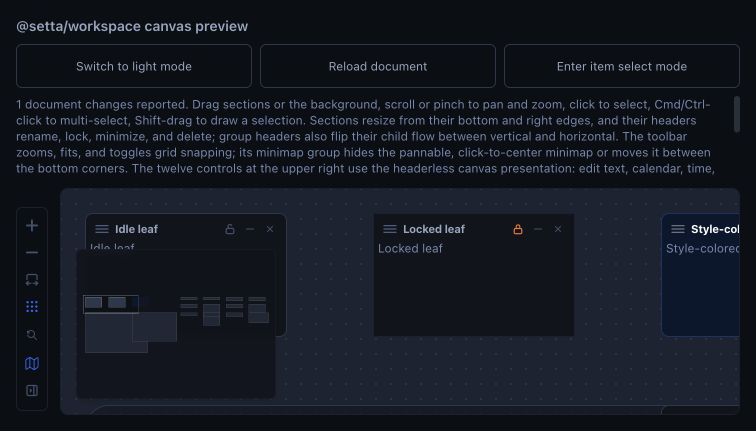 @setta/workspace canvas preview
Switch to light mode
Reload document
Enter item select mode
1 document changes reported. Drag sections or the background, scroll or pinch to pan and zoom, click to select, Cmd/Ctrl-
click to multi-select, Shift-drag to draw a selection. Sections resize from their bottom and right edges, and their headers
rename, lock, minimize, and delete; group headers also flip their child flow between vertical and horizontal. The toolbar
zooms, fits, and toggles grid snapping; its minimap group hides the pannable, click-to-center minimap or moves it between
the bottom corners. The twelve controls at the upper right use the headerless canvas presentation: edit text, calendar, time,
Idle leaf
Locked leaf
Style-col
Idle leaf
Locked leaf
Style-colored